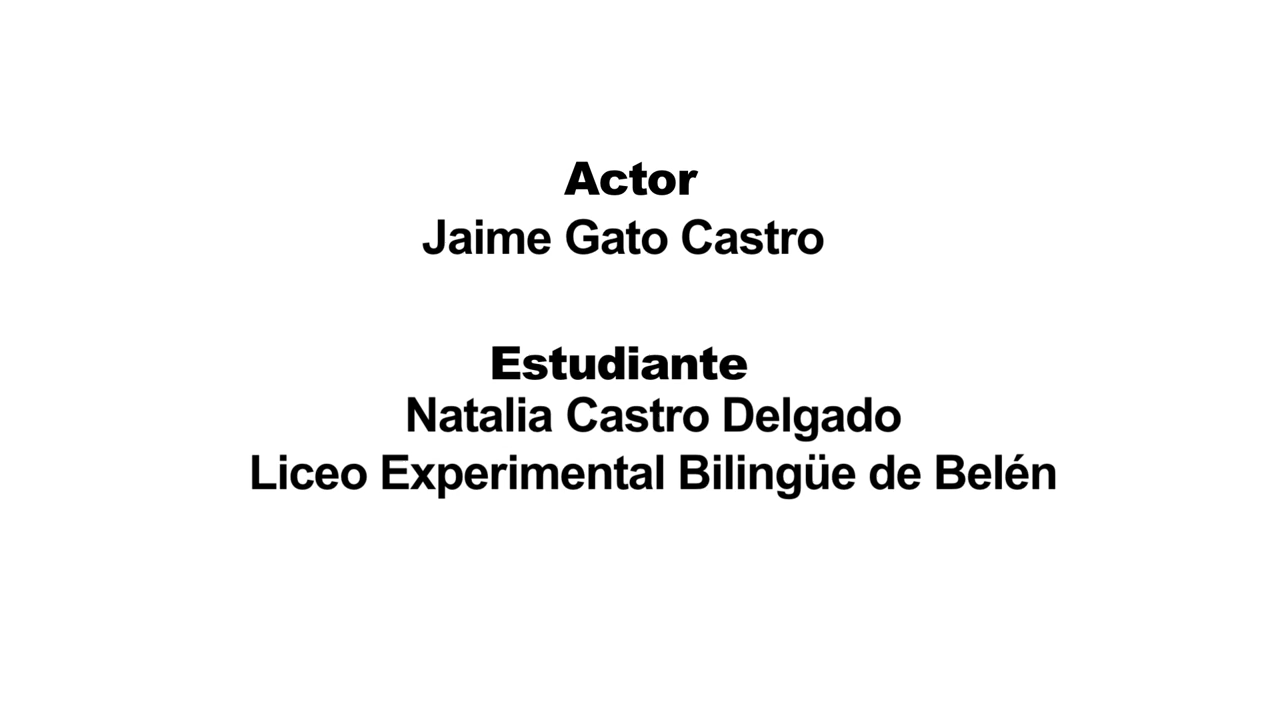 Actor
Jaime Gato Castro
Estudiante
Natalia Castro Delgado
Liceo Experimental Bilingüe de Belén